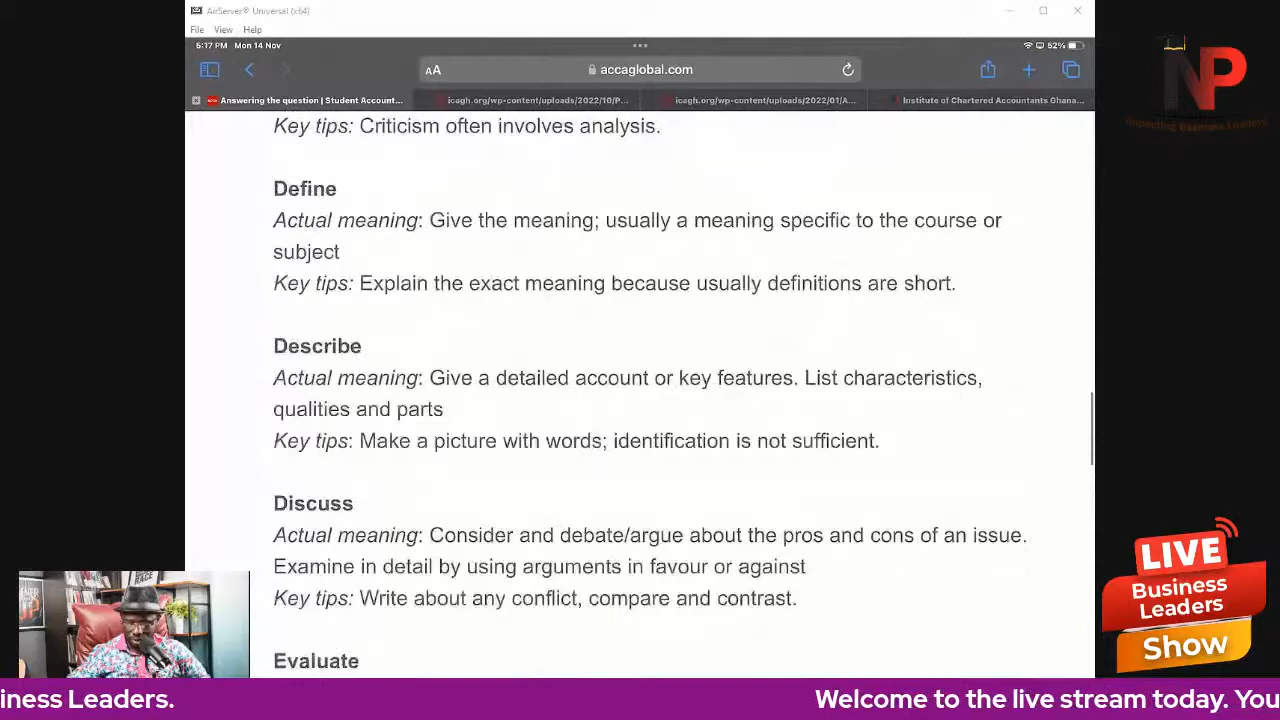 AirServer® Universal (x64)
File View Help
5:17 PM Mon 14 Nov
52%
AA
accaglobal.com
Answering the question | Student Account...
icagh.org/wp-content/uploads/2022/10/P...
icagh.org/wp-content/uploads/2022/01/A...
Institute of Chartered Accountants Ghana...
Key tips: Criticism often involves analysis.
Define
Actual meaning: Give the meaning; usually a meaning specific to the course or
subject
Key tips: Explain the exact meaning because usually definitions are short.
Describe
Actual meaning: Give a detailed account or key features. List characteristics,
qualities and parts
Key tips: Make a picture with words; identification is not sufficient.
Discuss
Actual meaning: Consider and debate/argue about the pros and cons of an issue.
Examine in detail by using arguments in favour or against
Key tips: Write about any conflict, compare and contrast.
Evaluate
NP
Impacting Business Leaders
LIVE
Business
Leaders
Show
iness Leaders.
Welcome to the live stream today. You